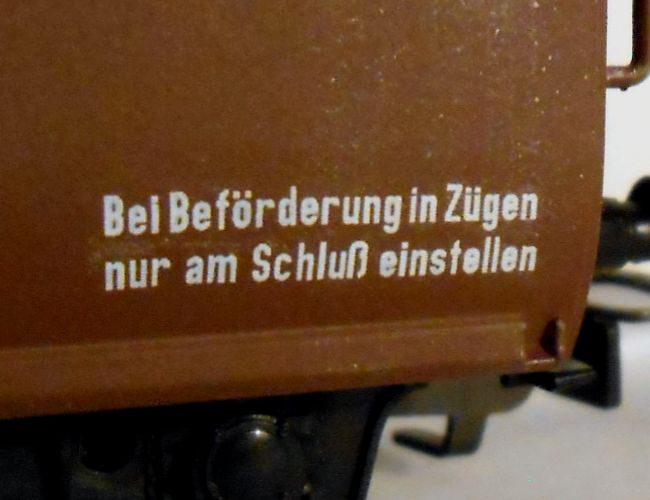 Bei Beförderung in Zügen
nur am Schluß einstellen